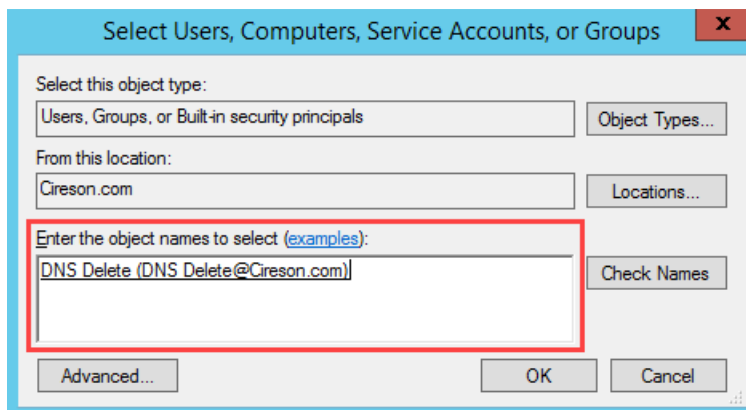 Select Users, Computers, Service Accounts, or Groups
x
Select this object type:
Users, Groups, or Built-in security principals
Object Types...
From this location:
Cireson.com
Locations...
Enter the object names to select (examples):
DNS Delete (DNS Delete@Cireson.com)
Check Names
Advanced...
OK
Cancel